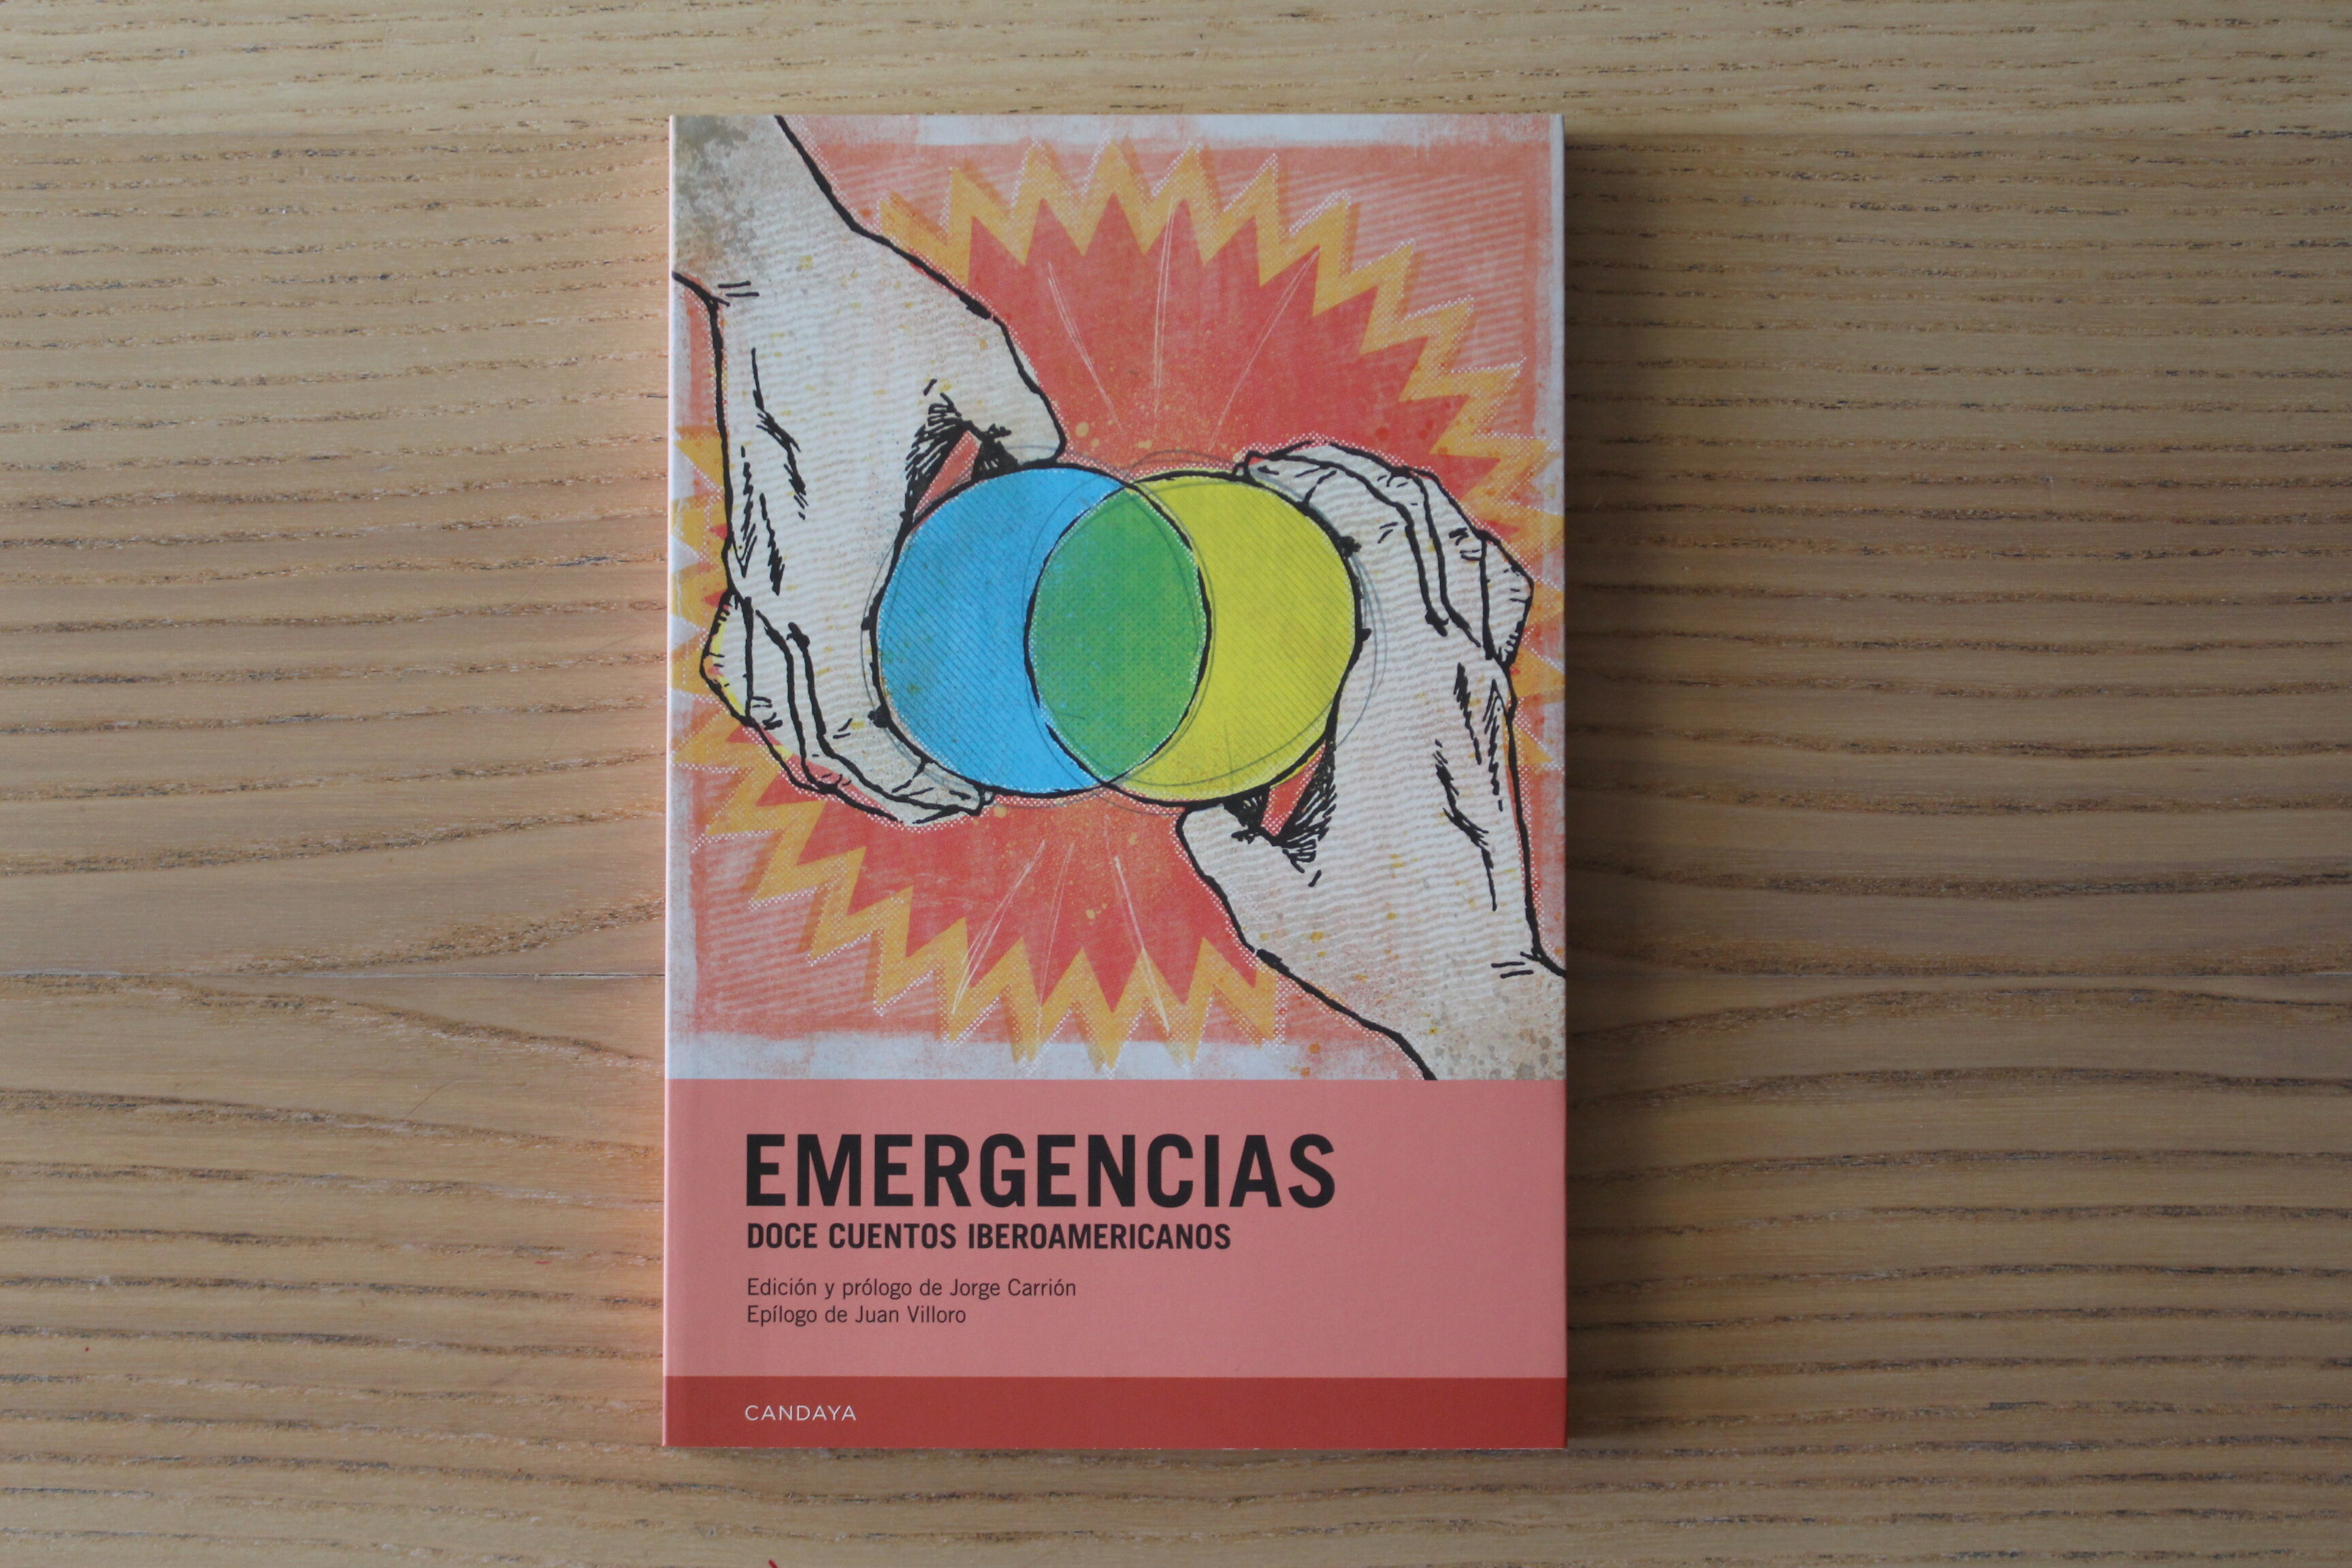 EMERGENCIAS
DOCE CUENTOS IBEROAMERICANOS
Edición y prólogo de Jorge Carrión
Epílogo de Juan Villoro
CANDAYA